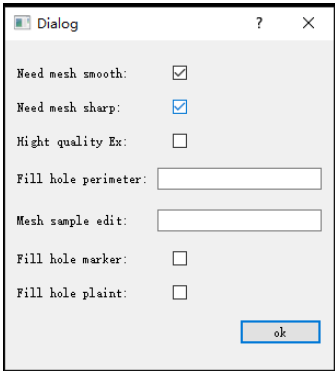 Dialog ?
Need mesh smooth:
Need mesh sharp:
Hight quality Ex:
Fill hole perimeter:
Mesh sample edit:
Fill hole marker:
Fill hole plaint:
ok